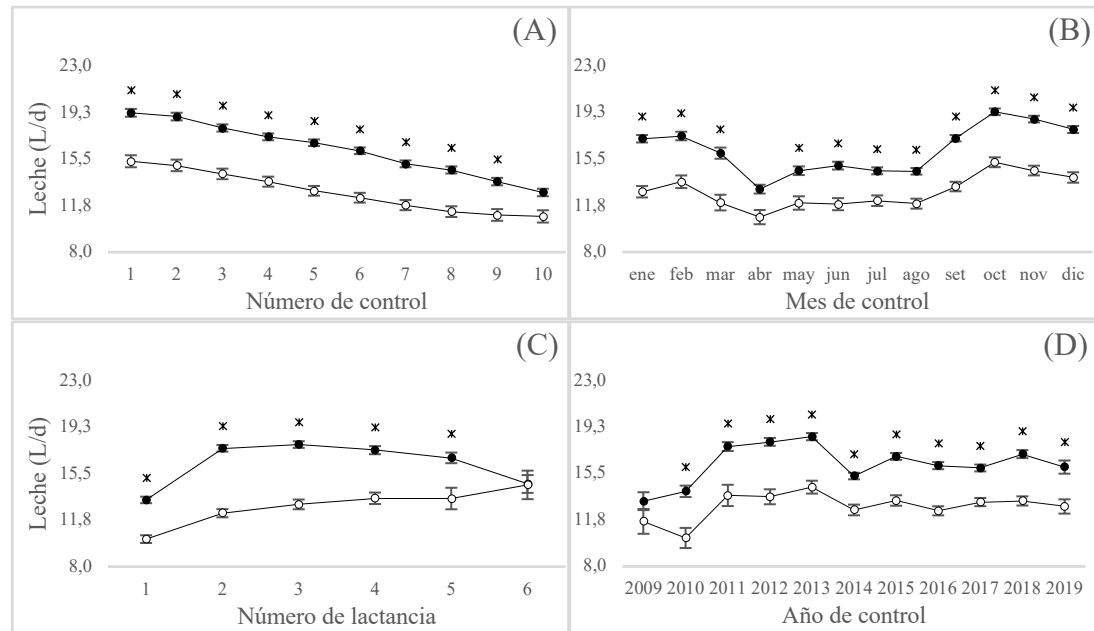 (A)
Leche (L/d)
23,0
19,3
15,5
11,8
8,0
1 2 3 4 5 6 7 8 9 10
Número de control
(B)
23,0
19,3
15,5
11,8
8,0
ene feb mar abr may jun jul ago set oct nov dic
Mes de control
(C)
Leche (L/d)
23,0
19,3
15,5
11,8
8,0
1 2 3 4 5 6
Número de lactancia
(D)
23,0
19,3
15,5
11,8
8,0
2009 2010 2011 2012 2013 2014 2015 2016 2017 2018 2019
Año de control